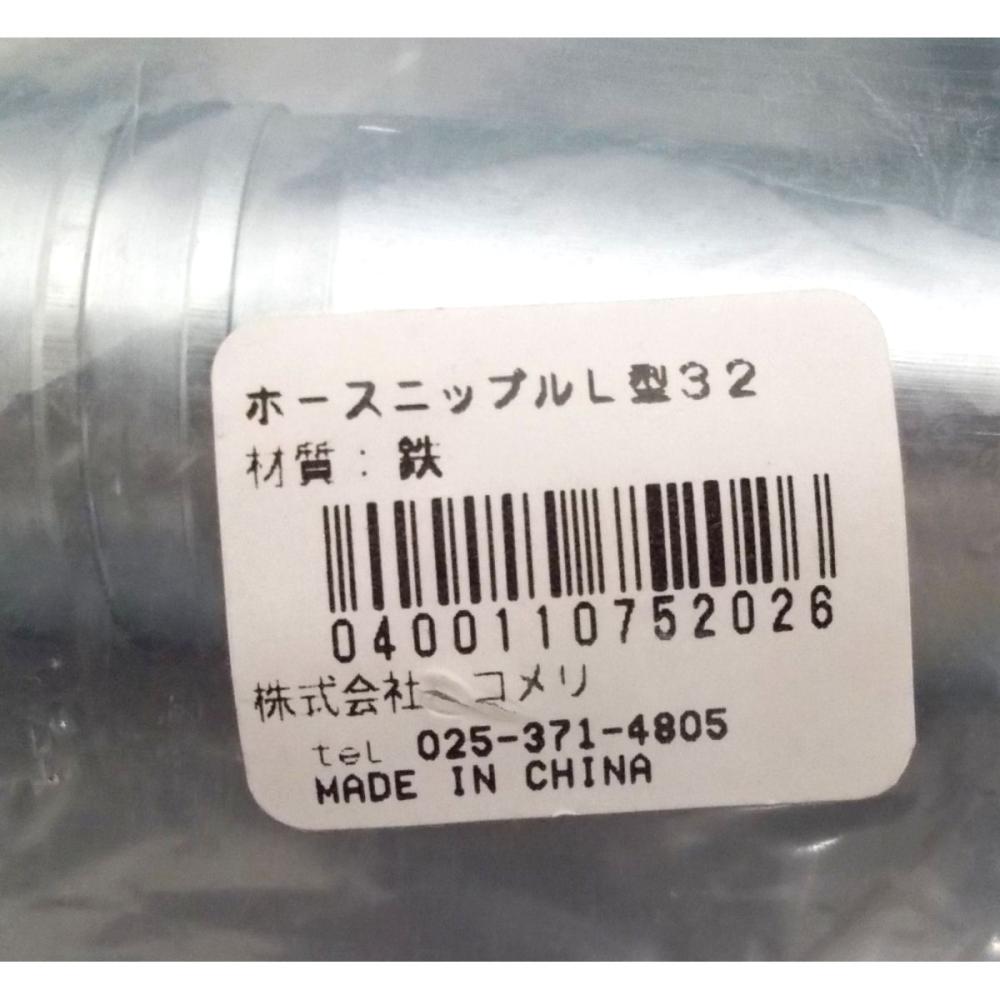 ホースニップルL型32
材質:鉄
0400110752026
株式会社 コメリ
teL 025-371-4805
MADE IN CHINA